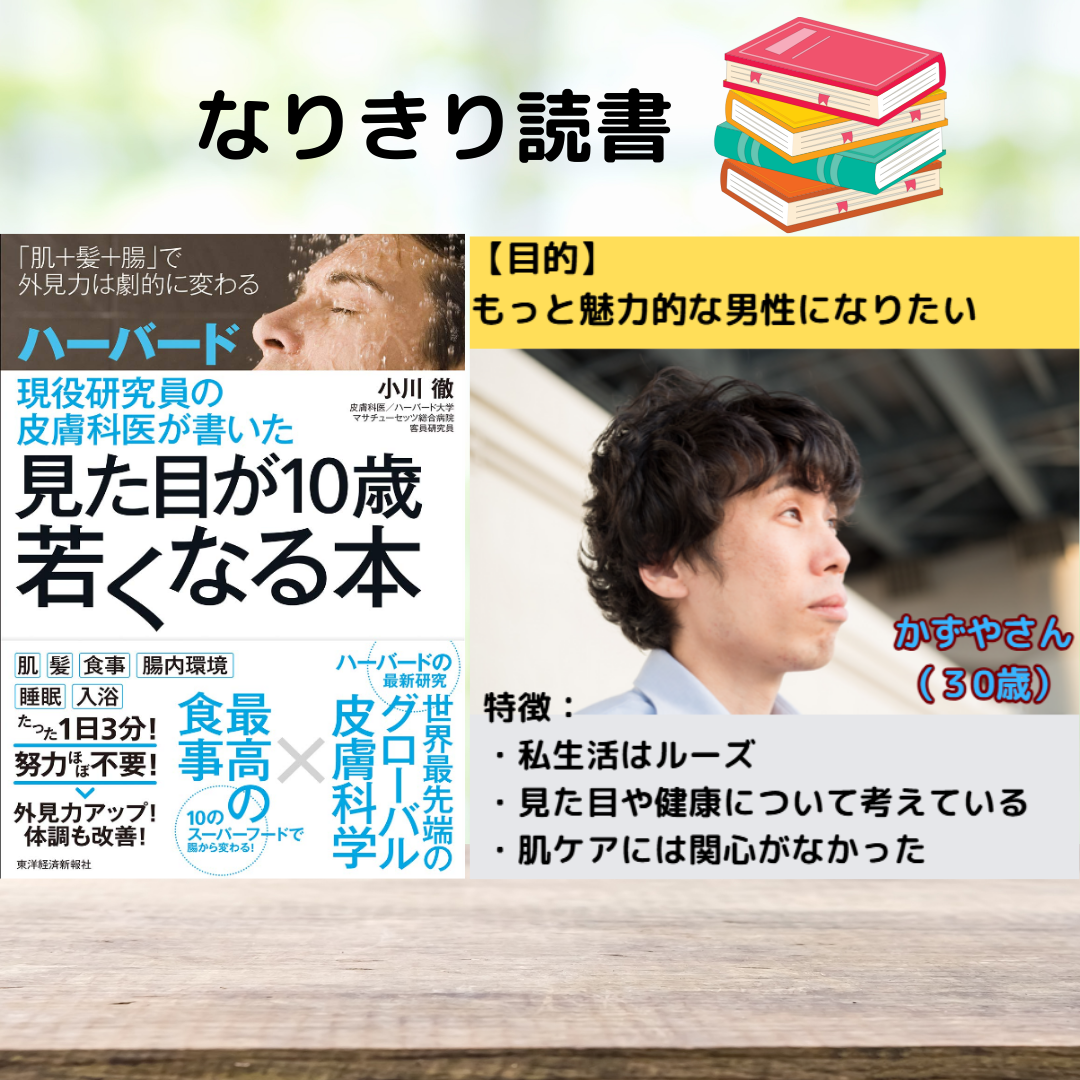 なりきり読書
「肌＋髪＋腸」で
外見力は劇的に変わる
ハーバード
現役研究員の
皮膚科医が書いた
小川 徹
皮膚科医／ハーバード大学
マサチューセッツ総合病院
客員研究員
見た目が10歳
若くなる本
肌 髪 食事 腸内環境
睡眠 入浴
たった1日3分！
努力ほぼ不要！
外見力アップ！
体調も改善！
最高の
食事
10の
スーパーフードで
腸から変わる！
×
ハーバードの
最新研究
世界最先端の
グローバル
皮膚科学
東洋経済新報社
【目的】
もっと魅力的な男性になりたい
かずやさん
（３０歳）
特徴：
・私生活はルーズ
・見た目や健康について考えている
・肌ケアには関心がなかった